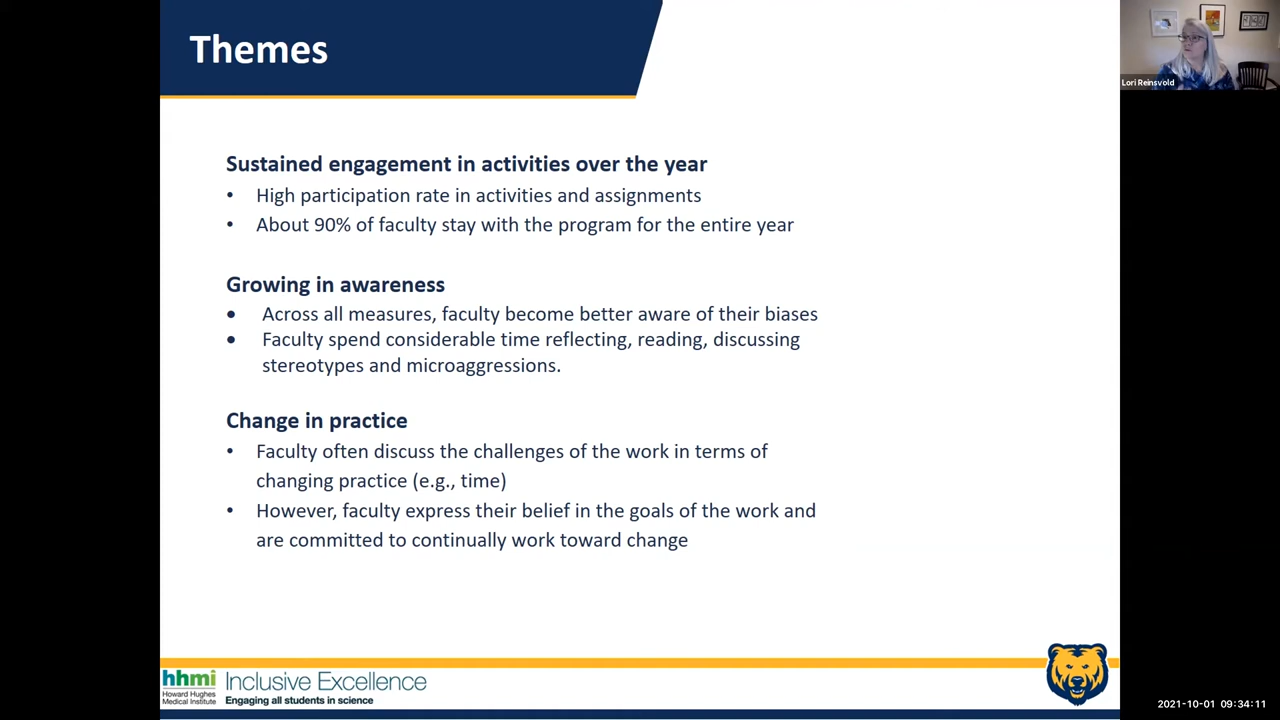 Themes
Lori Reinsvold
Sustained engagement in activities over the year
• High participation rate in activities and assignments
• About 90% of faculty stay with the program for the entire year
Growing in awareness
• Across all measures, faculty become better aware of their biases
• Faculty spend considerable time reflecting, reading, discussing
stereotypes and microaggressions.
Change in practice
• Faculty often discuss the challenges of the work in terms of
changing practice (e.g., time)
• However, faculty express their belief in the goals of the work and
are committed to continually work toward change
hhmi
Howard Hughes
Medical Institute
Inclusive Excellence
Engaging all students in science
2021-10-01 09:34:11